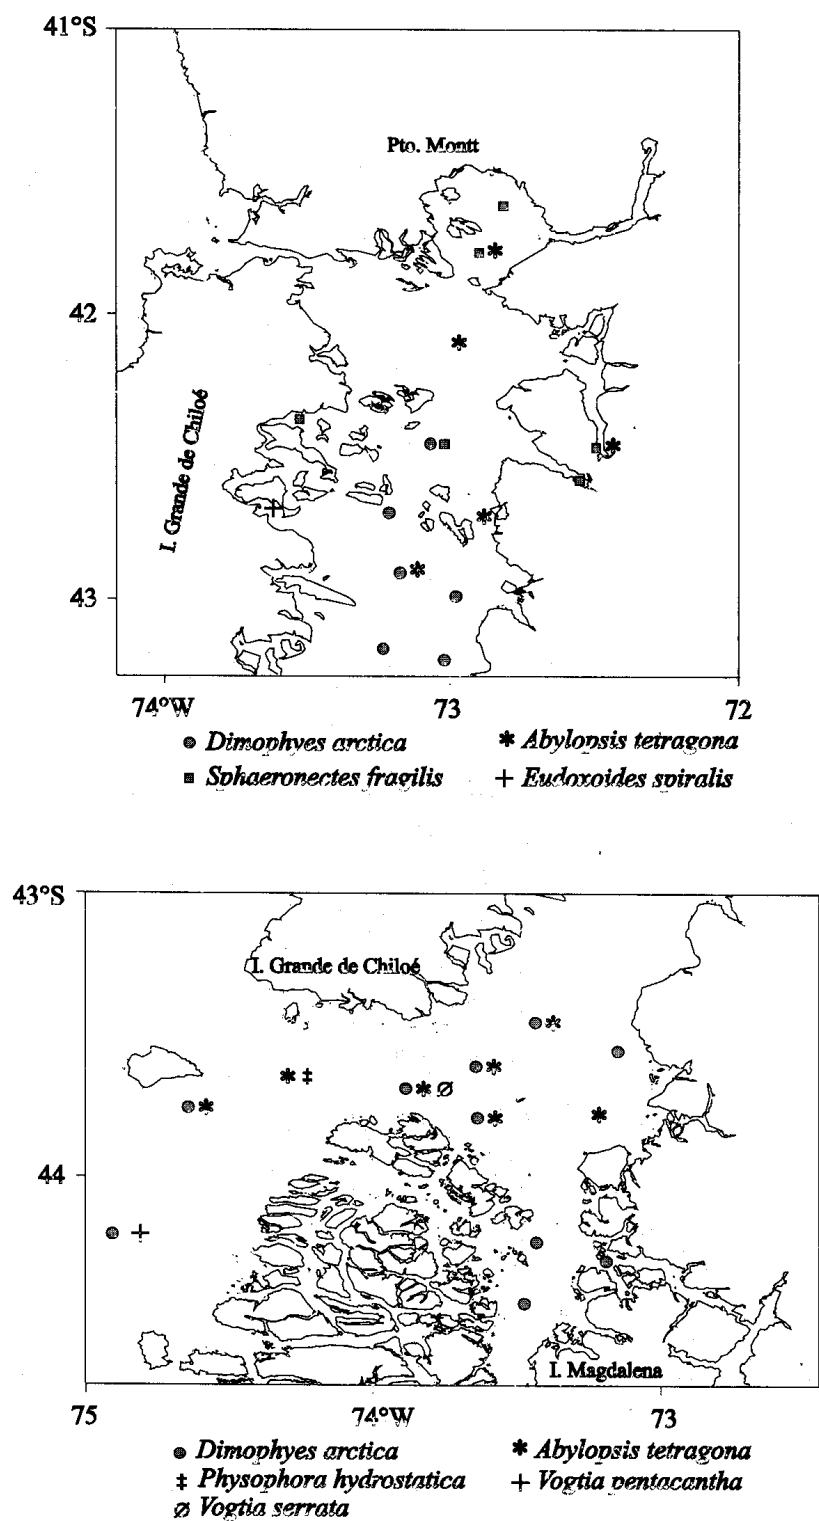 41°S
Pto. Montt
42
I. Grande de Chiloé
43
74°W 73 72
Dimophyes arctica * Abylopsis tetragona
Sphaeronectes fragilis + Eudoxoides spiralis
43°S
I. Grande de Chiloé
44
I. Magdalena
75 74°W 73
Dimophyes arctica * Abylopsis tetragona
‡ Physophora hydrostatica + Vogtia pentacantha
Vogtia serrata